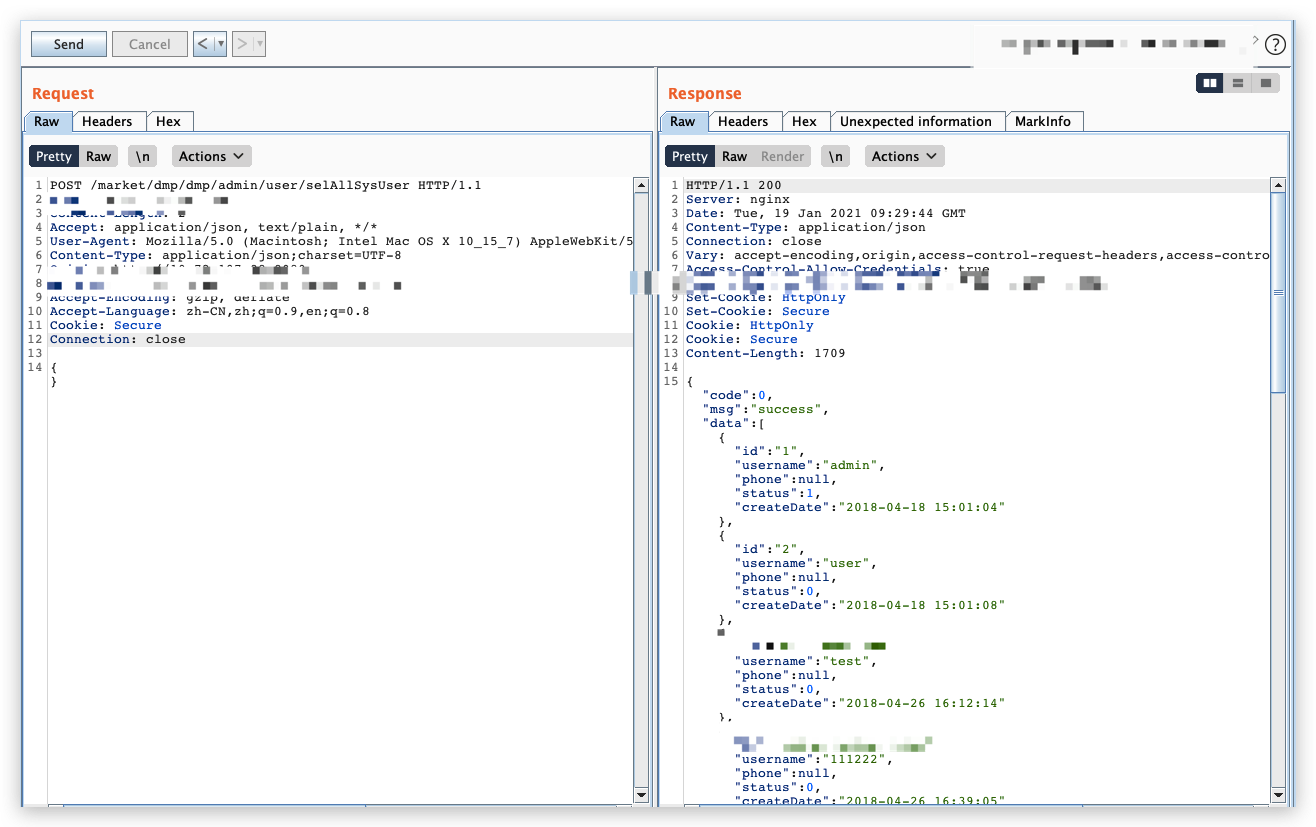 Send
Cancel
<
>
?
Request
Raw
Headers
Hex
Pretty
Raw
\n
Actions
1 POST /market/dmp/dmp/admin/user/selAllSysUser HTTP/1.1
2
3 Content-Length: 2
4 Accept: application/json, text/plain, */*
5 User-Agent: Mozilla/5.0 (Macintosh; Intel Mac OS X 10_15_7) AppleWebKit/5
6 Content-Type: application/json;charset=UTF-8
7
8
9 Accept-Encoding: gzip, deflate
10 Accept-Language: zh-CN,zh;q=0.9,en;q=0.8
11 Cookie: Secure
12 Connection: close
13
14 {
}
Response
Raw
Headers
Hex
Unexpected information
MarkInfo
Pretty
Raw
Render
\n
Actions
1 HTTP/1.1 200
2 Server: nginx
3 Date: Tue, 19 Jan 2021 09:29:44 GMT
4 Content-Type: application/json
5 Connection: close
6 Vary: accept-encoding,origin,access-control-request-headers,access-contro
7 Access-Control-Allow-Credentials: true
9 Set-Cookie: HttpOnly
10 Set-Cookie: Secure
11 Cookie: HttpOnly
12 Cookie: Secure
13 Content-Length: 1709
14
15 {
"code":0,
"msg":"success",
"data":[
{
"id":"1",
"username":"admin",
"phone":null,
"status":1,
"createDate":"2018-04-18 15:01:04"
},
{
"id":"2",
"username":"user",
"phone":null,
"status":0,
"createDate":"2018-04-18 15:01:08"
},
"username":"test",
"phone":null,
"status":0,
"createDate":"2018-04-26 16:12:14"
},
"username":"111222",
"phone":null,
"status":0,
"createDate":"2018-04-26 16:39:05"